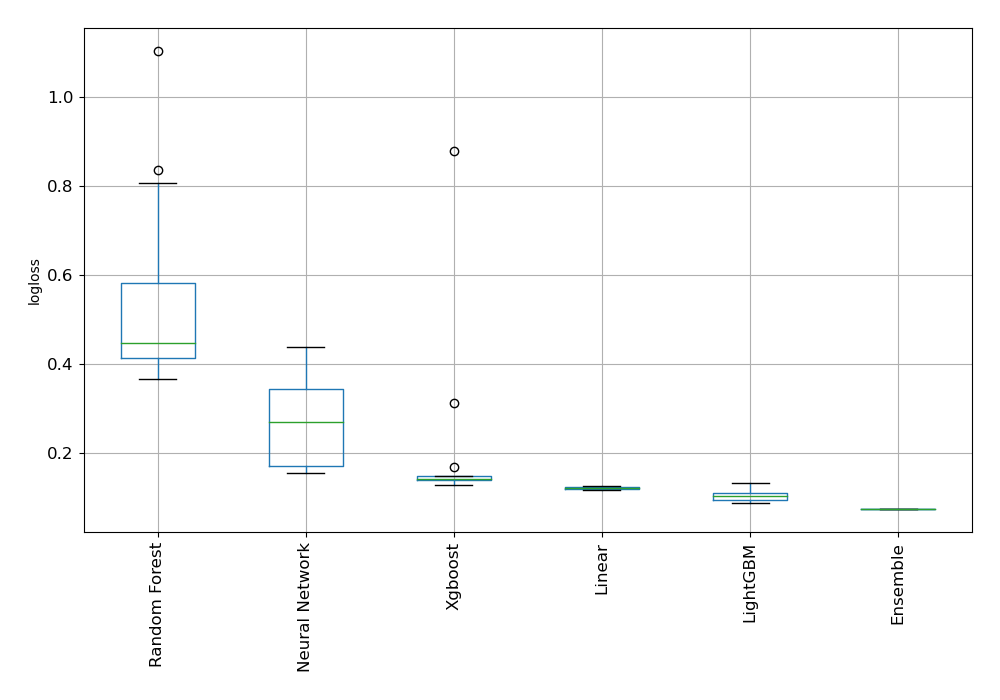 1.0
0.8
0.6
0.4
0.2
logloss
Random Forest
Neural Network
Xgboost
Linear
LightGBM
Ensemble